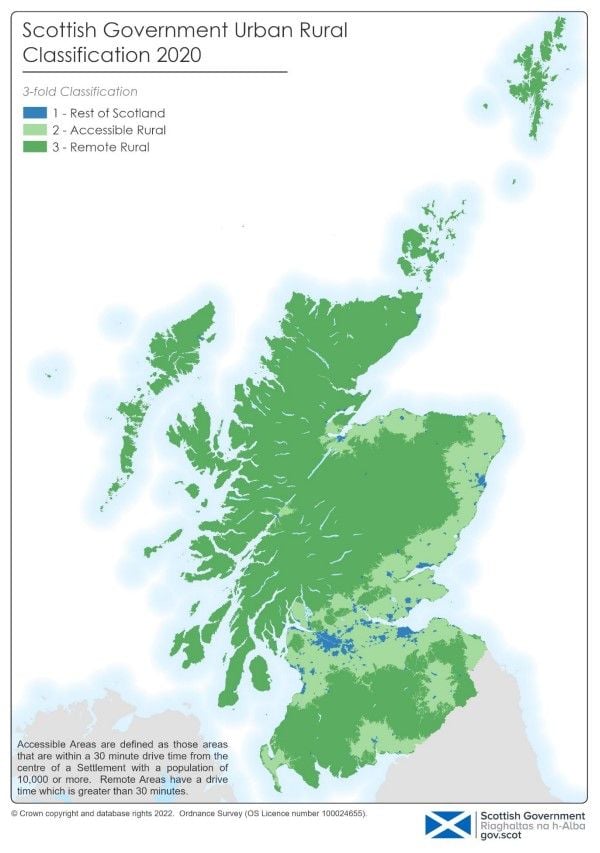 Scottish Government Urban Rural
Classification 2020
3-fold Classification
1 - Rest of Scotland
2 - Accessible Rural
3 - Remote Rural
Accessible Areas are defined as those areas
that are within a 30 minute drive time from the
centre of a Settlement with a population of
10,000 or more. Remote Areas have a drive
time which is greater than 30 minutes.
© Crown copyright and database rights 2022. Ordnance Survey (OS Licence number 100024655).
Scottish Government
Riaghaltas na h-Alba
gov.scot